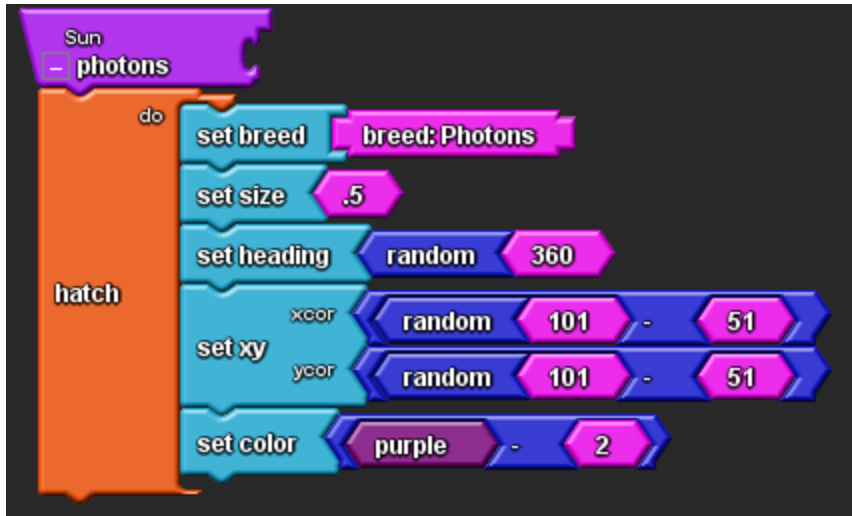 Sun
– photons
do
set breed breed: Photons
set size .5
set heading random 360
hatch
xcor random 101 - 51
set xy
ycor random 101 - 51
set color purple - 2